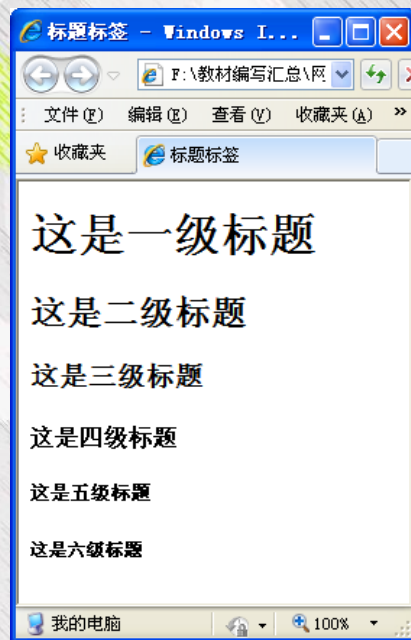 标题标签 - Windows I...
F:\教材编写汇总\网
文件(F) 编辑(E) 查看(V) 收藏夹(A) »
收藏夹 标题标签
这是一级标题
这是二级标题
这是三级标题
这是四级标题
这是五级标题
这是六级标题
我的电脑 100%